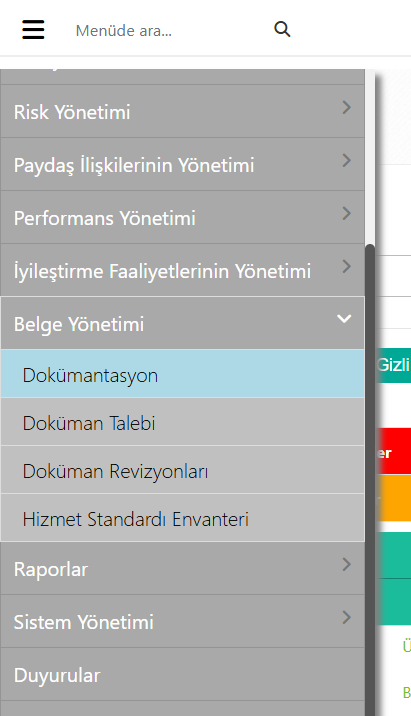 Menüde ara...
Risk Yönetimi
Paydaş İlişkilerinin Yönetimi
Performans Yönetimi
İyileştirme Faaliyetlerinin Yönetimi
Gizli
Belge Yönetimi
Dokümantasyon
Doküman Talebi
er
Doküman Revizyonları
Hizmet Standardı Envanteri
Raporlar
Sistem Yönetimi
Ü
Duyurular
B